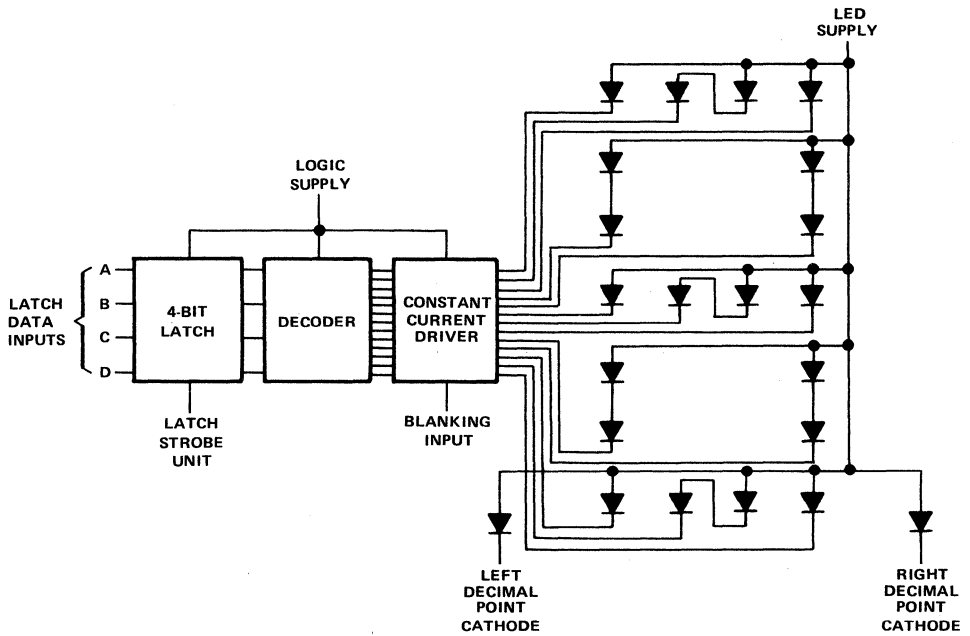 LED
SUPPLY
LOGIC
SUPPLY
LATCH
DATA
INPUTS
A
B
C
D
4-BIT
LATCH
DECODER
CONSTANT
CURRENT
DRIVER
LATCH
STROBE
UNIT
BLANKING
INPUT
LEFT
DECIMAL
POINT
CATHODE
RIGHT
DECIMAL
POINT
CATHODE